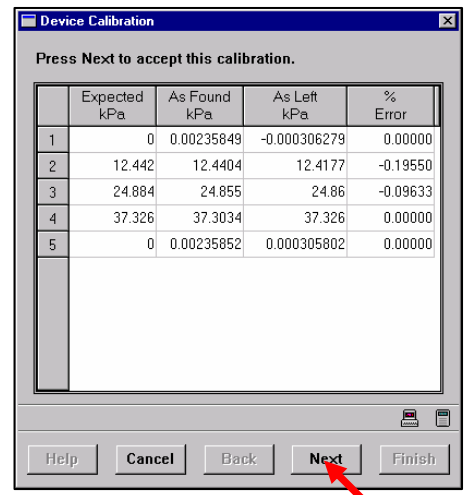 Device Calibration
Press Next to accept this calibration.
Expected kPa As Found kPa As Left kPa % Error
1 0 0.00235849 -0.000306279 0.00000
2 12.442 12.4404 12.4177 -0.19550
3 24.884 24.855 24.86 -0.09633
4 37.326 37.3034 37.326 0.00000
5 0 0.00235852 0.000305802 0.00000
Help Cancel Back Next Finish